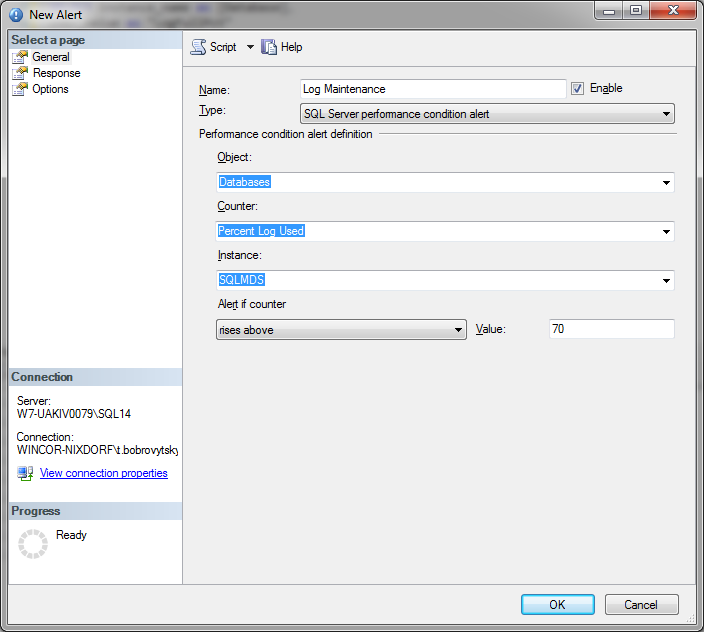 New Alert
Select a page
General
Response
Options
Script
Help
Name:
Log Maintenance
Enable
Type:
SQL Server performance condition alert
Performance condition alert definition
Object:
Databases
Counter:
Percent Log Used
Instance:
SQLMDS
Alert if counter
rises above
Value:
70
Connection
Server:
W7-UAKIV0079\SQL14
Connection:
WINCOR-NIXDORF\t.bobrovytsky
View connection properties
Progress
Ready
OK
Cancel